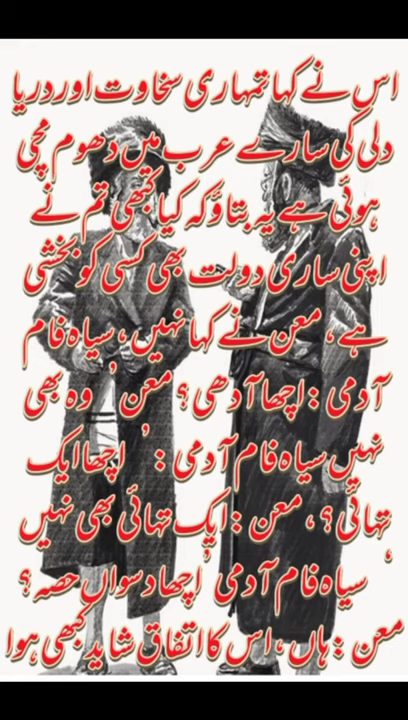 اس نے کہا تمہاری سخاوت اور دریا
دلی کی سارے عرب میں دھوم مچی
ہوئی ہے یہ بتاؤ کہ کیا کبھی تم نے
اپنی ساری دولت بھی کسی کو بخشی
ہے، معن نے کہا نہیں، سیاہ فام
آدمی : اچھا آدھی؟ معن ' وہ بھی
نہیں سیاہ فام آدمی : ' اچھا ایک
تہائی؟، معن : ایک تہائی بھی نہیں
' سیاہ فام آدمی ' اچھا دسواں حصہ؟
معن : ہاں، اس کا اتفاق شاید کبھی ہوا